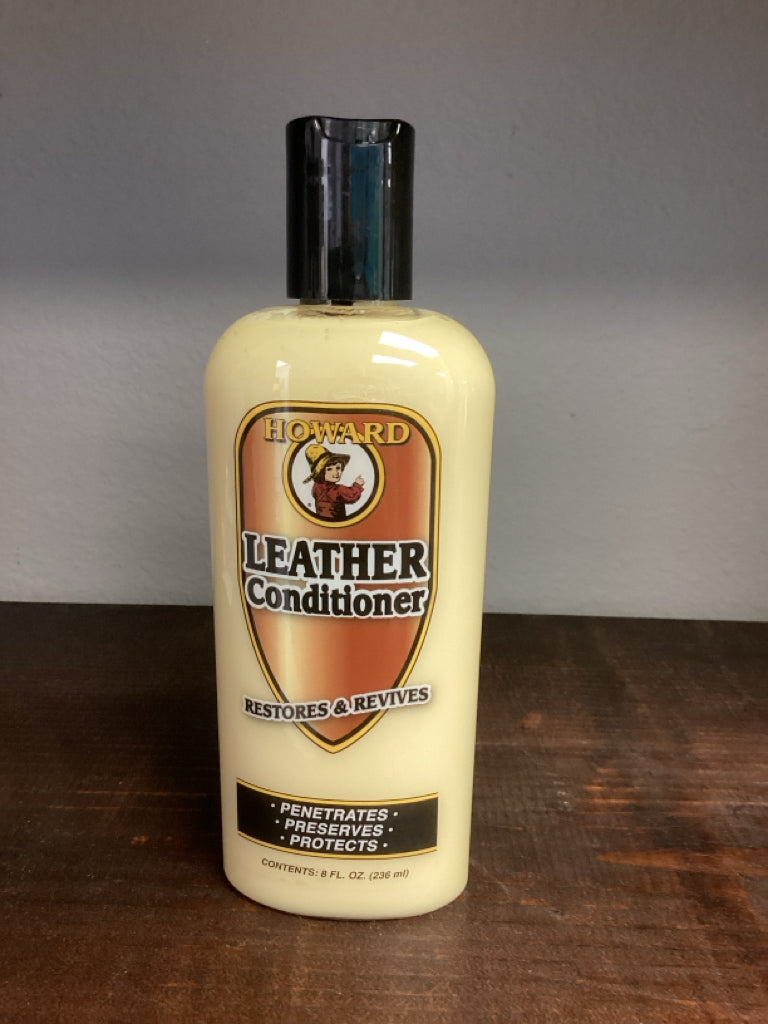 HOWARD
LEATHER
Conditioner
RESTORES & REVIVES
· PENETRATES ·
· PRESERVES ·
· PROTECTS ·
CONTENTS: 8 FL. OZ. (236 ml)